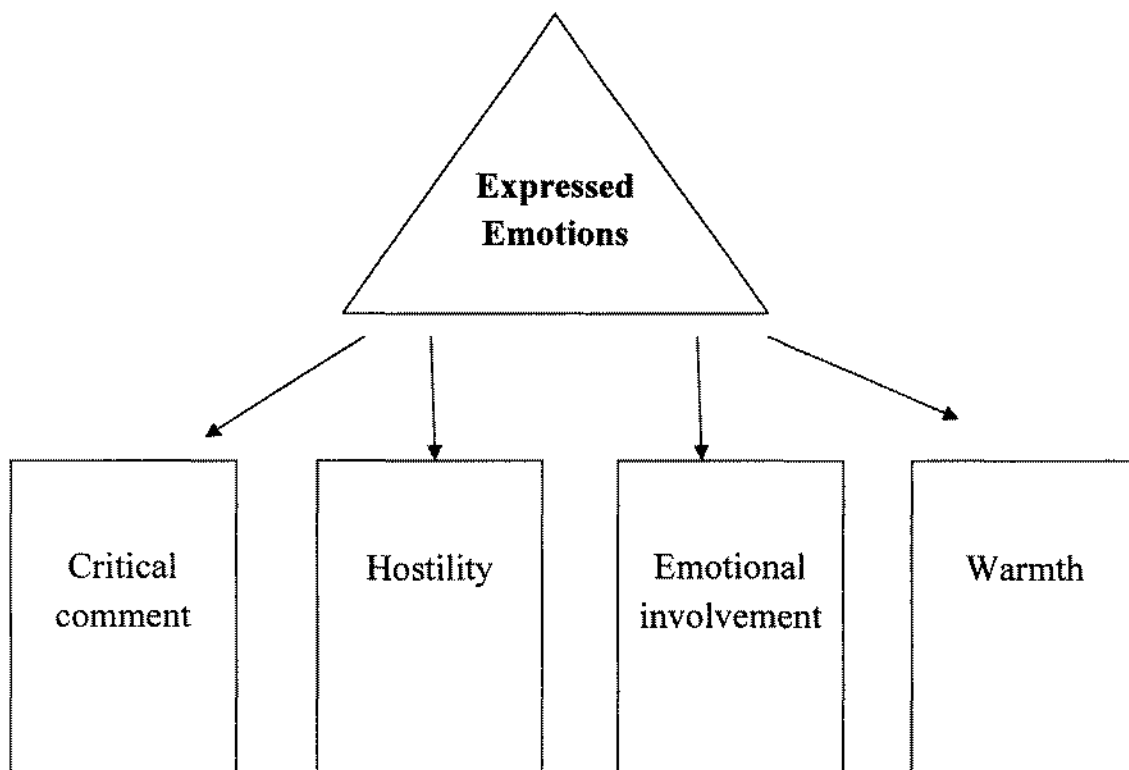 Expressed
Emotions
Critical
comment
Hostility
Emotional
involvement
Warmth